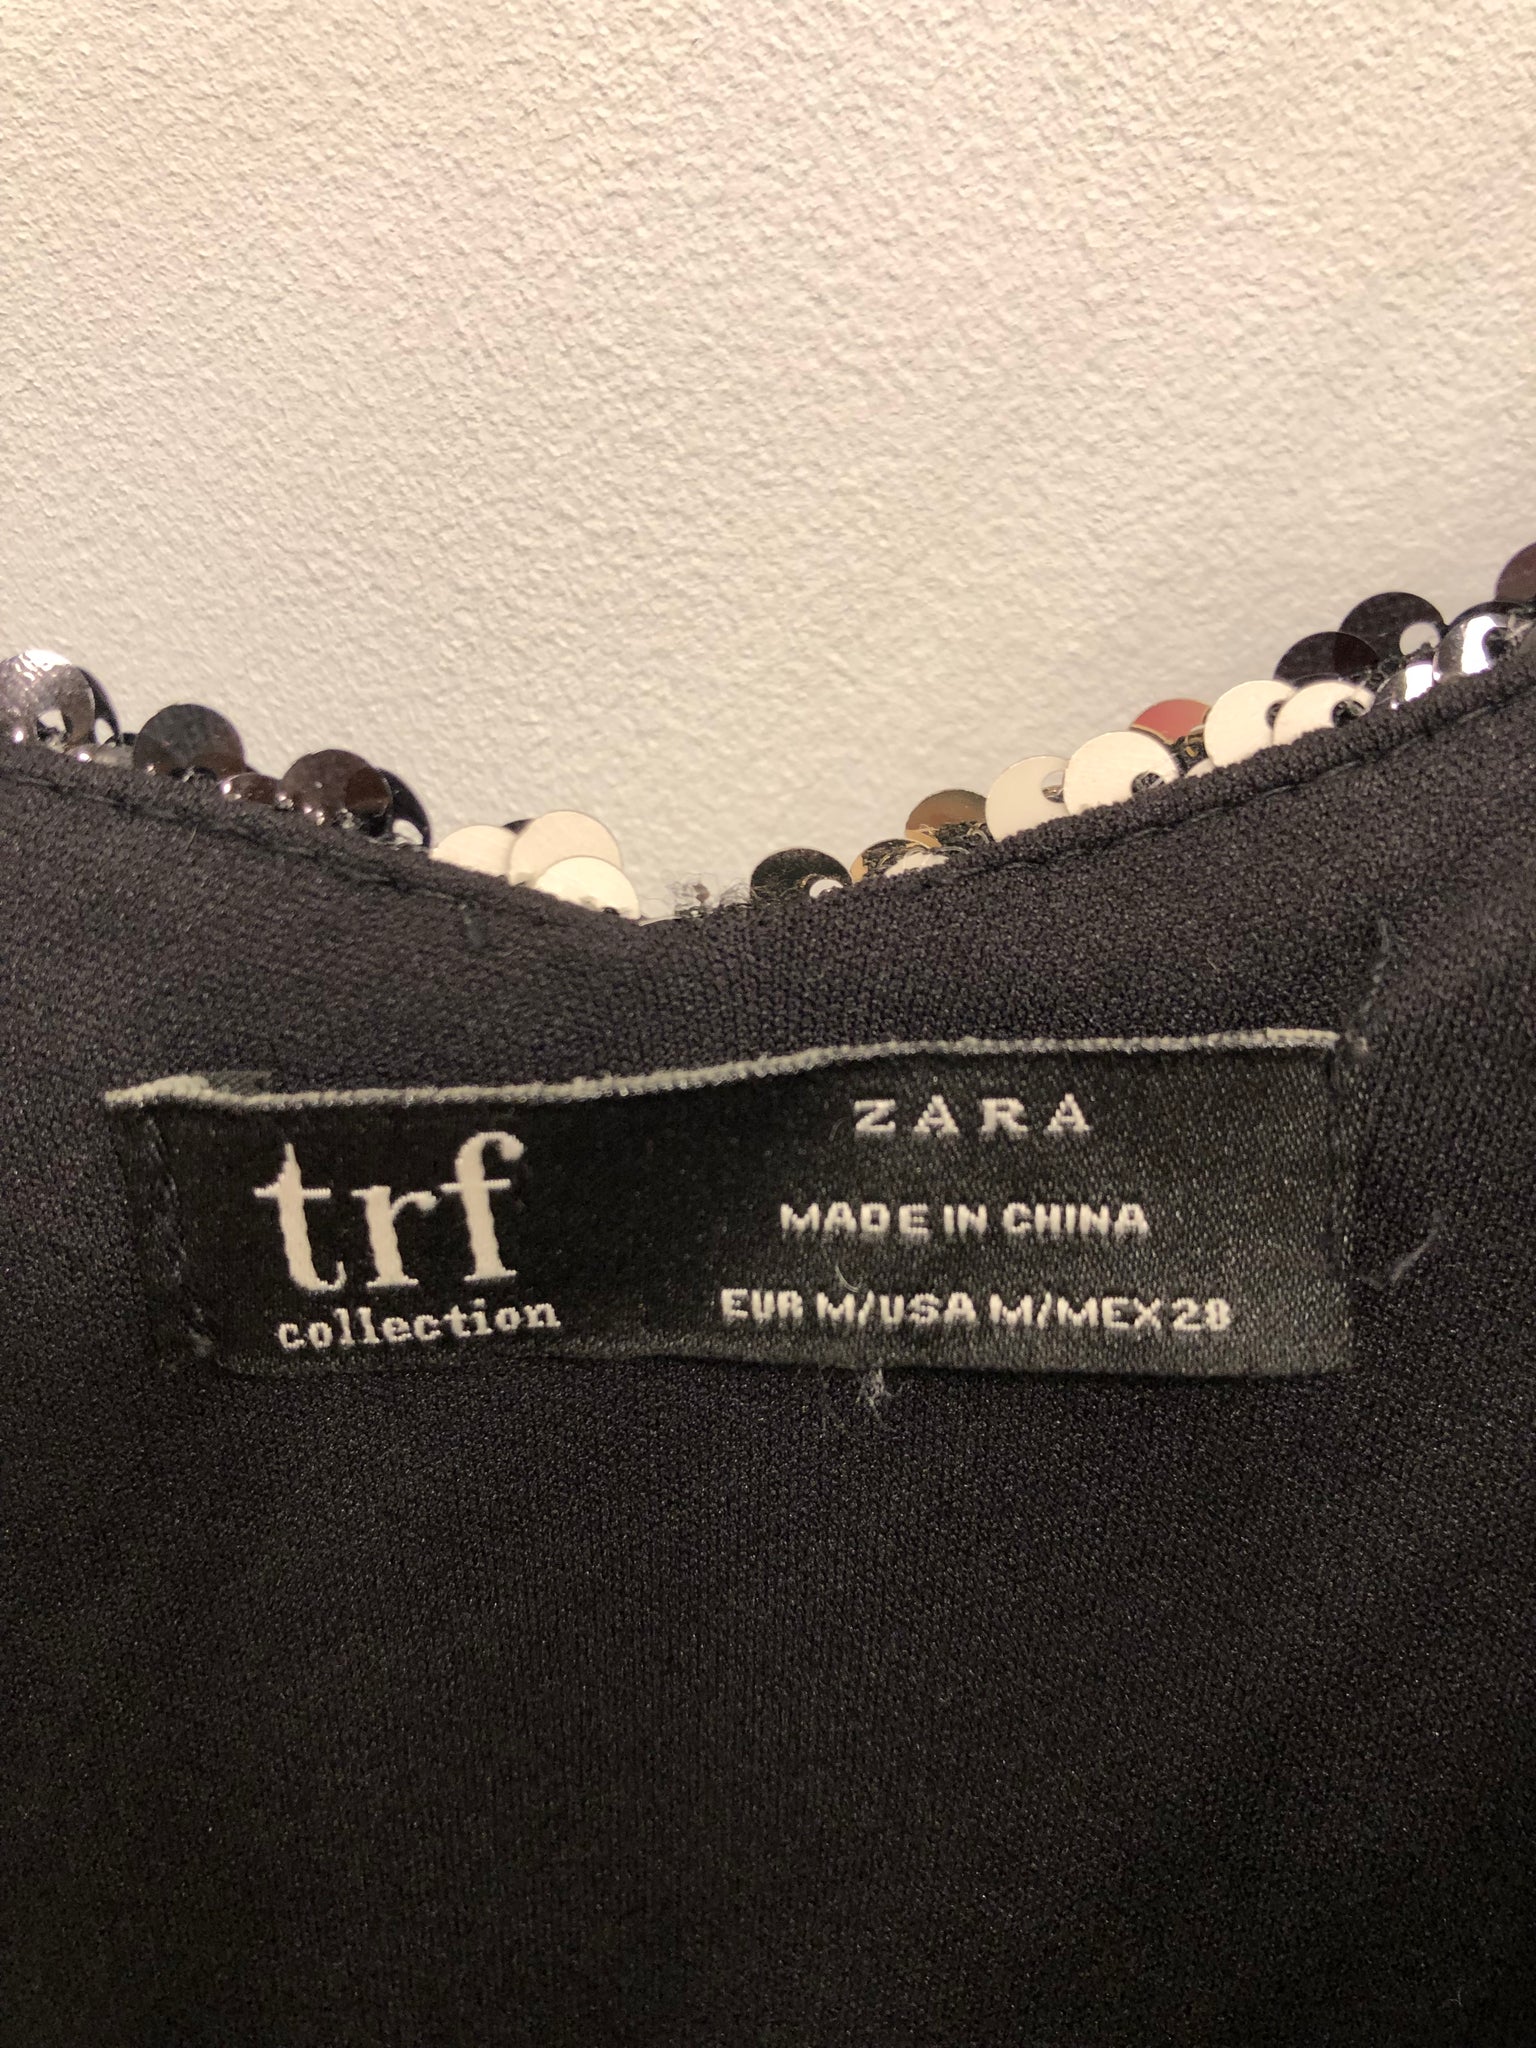 trf
collection
ZARA
MADE IN CHINA
EUR M/USA M/MEX 28